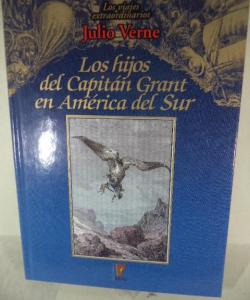 Los viajes
extraordinarios
Julio Verne
Los hijos
del Capitán Grant
en América del Sur